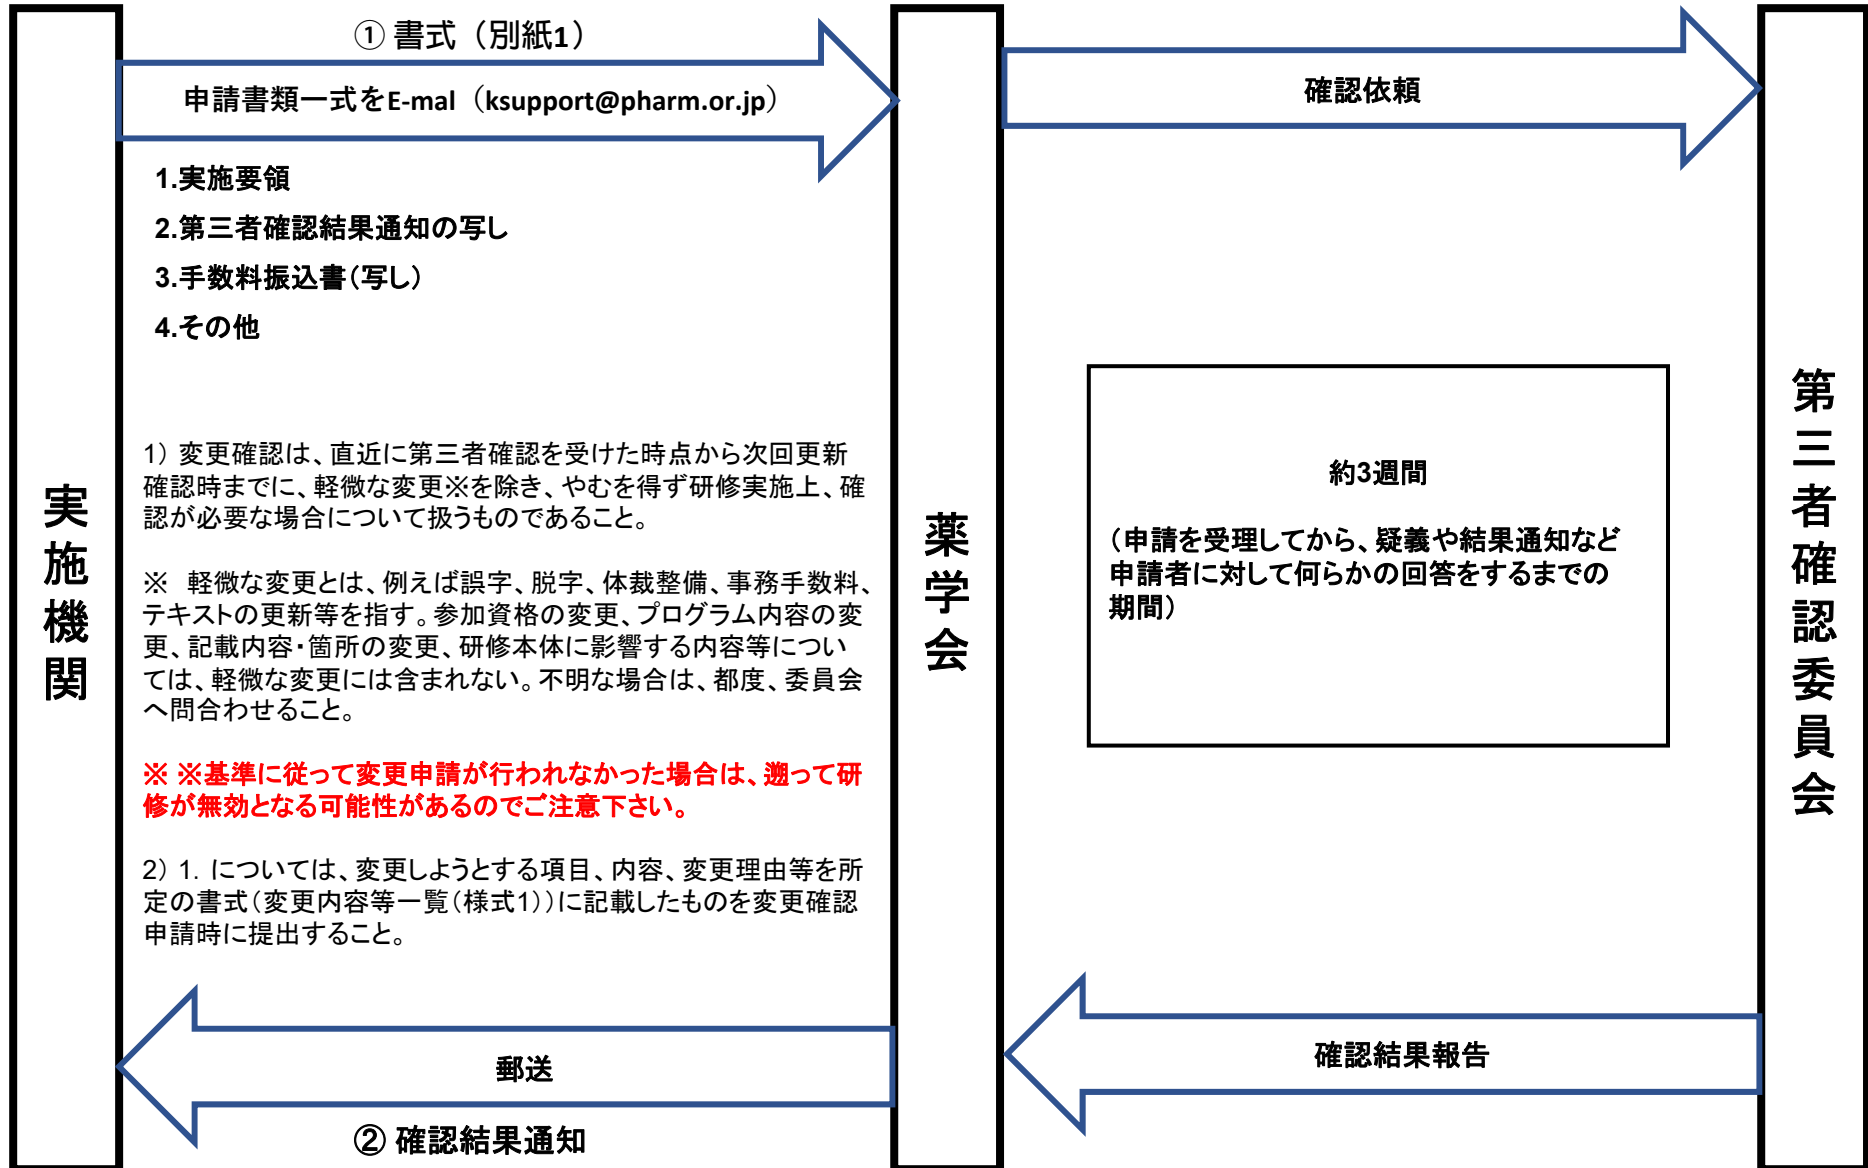 ① 書式（別紙1）
申請書類一式をE-mal（ksupport@pharm.or.jp）
1.実施要領
2.第三者確認結果通知の写し
3.手数料振込書（写し）
4.その他
1） 変更確認は、直近に第三者確認を受けた時点から次回更新
確認時までに、軽微な変更※を除き、やむを得ず研修実施上、確
認が必要な場合について扱うものであること。
※ 軽微な変更とは、例えば誤字、脱字、体裁整備、事務手数料、
テキストの更新等を指す。参加資格の変更、プログラム内容の変
更、記載内容・箇所の変更、研修本体に影響する内容等につい
ては、軽微な変更には含まれない。不明な場合は、都度、委員会
へ問合わせること。
※ ※基準に従って変更申請が行われなかった場合は、遡って研
修が無効となる可能性があるのでご注意下さい。
2） 1. については、変更しようとする項目、内容、変更理由等を所
定の書式（変更内容等一覧（様式1））に記載したものを変更確認
申請時に提出すること。
郵送
② 確認結果通知
実施機関
薬学会
確認依頼
約3週間
（申請を受理してから、疑義や結果通知など
申請者に対して何らかの回答をするまでの
期間）
確認結果報告
第三者確認委員会